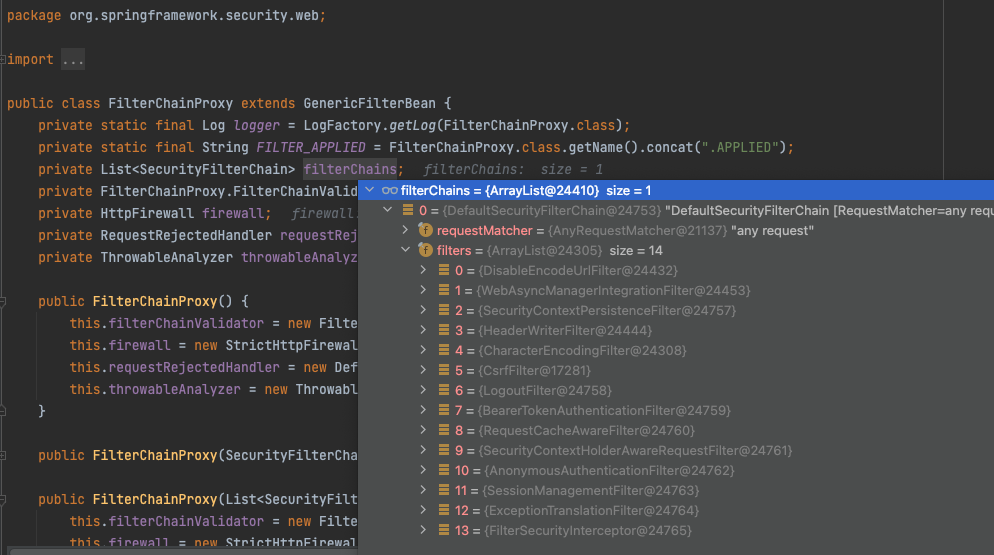 package org.springframework.security.web;
import ...
public class FilterChainProxy extends GenericFilterBean {
private static final Log logger = LogFactory.getLog(FilterChainProxy.class);
private static final String FILTER_APPLIED = FilterChainProxy.class.getName().concat(".APPLIED");
private List<SecurityFilterChain> filterChains; filterChains: size = 1
private FilterChainProxy.FilterChainValid
private HttpFirewall firewall; firewall:
private RequestRejectedHandler requestRej
private ThrowableAnalyzer throwableAnalyz
public FilterChainProxy() {
this.filterChainValidator = new Filte
this.firewall = new StrictHttpFirewal
this.requestRejectedHandler = new Def
this.throwableAnalyzer = new Throwabl
}
public FilterChainProxy(SecurityFilterCha
public FilterChainProxy(List<SecurityFilt
this.filterChainValidator = new Filte
this.firewall = new StrictHttpFirewal
filterChains = {ArrayList@24410} size = 1
0 = {DefaultSecurityFilterChain@24753} "DefaultSecurityFilterChain [RequestMatcher=any requ
requestMatcher = {AnyRequestMatcher@21137} "any request"
filters = {ArrayList@24305} size = 14
0 = {DisableEncodeUrlFilter@24432}
1 = {WebAsyncManagerIntegrationFilter@24453}
2 = {SecurityContextPersistenceFilter@24757}
3 = {HeaderWriterFilter@24444}
4 = {CharacterEncodingFilter@24308}
5 = {CsrfFilter@17281}
6 = {LogoutFilter@24758}
7 = {BearerTokenAuthenticationFilter@24759}
8 = {RequestCacheAwareFilter@24760}
9 = {SecurityContextHolderAwareRequestFilter@24761}
10 = {AnonymousAuthenticationFilter@24762}
11 = {SessionManagementFilter@24763}
12 = {ExceptionTranslationFilter@24764}
13 = {FilterSecurityInterceptor@24765}